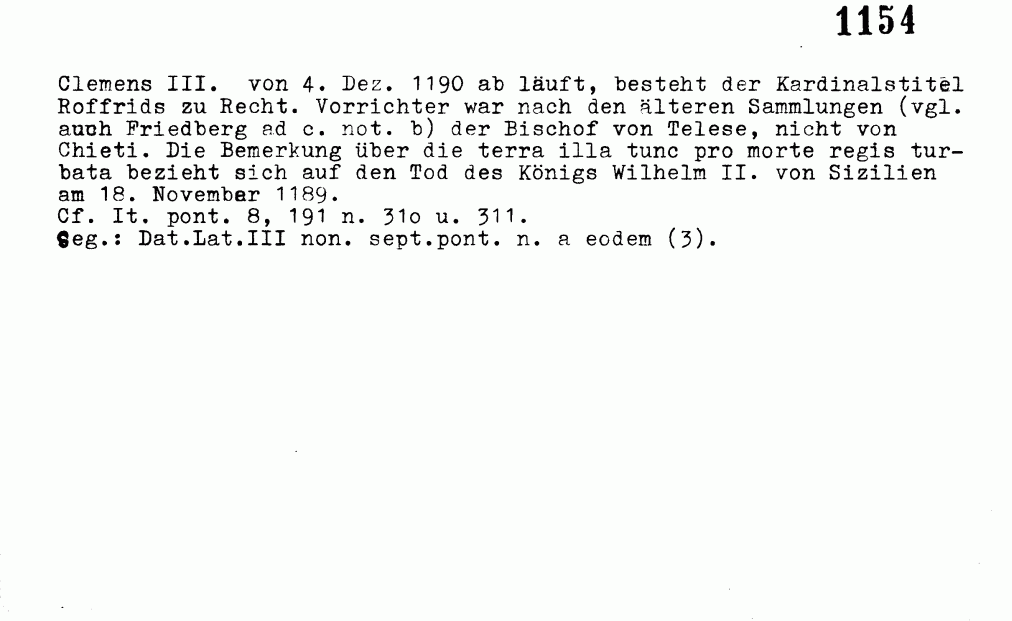 1154
Clemens III. von 4. Dez. 1190 ab läuft, besteht der Kardinalstitel
Roffrids zu Recht. Vorrichter war nach den älteren Sammlungen (vgl.
auch Friedberg ad c. not. b) der Bischof von Telese, nicht von
Chieti. Die Bemerkung über die terra illa tunc pro morte regis tur-
bata bezieht sich auf den Tod des Königs Wilhelm II. von Sizilien
am 18. November 1189.
Cf. It. pont. 8, 191 n. 31o u. 311.
Seg.: Dat.Lat.III non. sept.pont. n. a eodem (3).